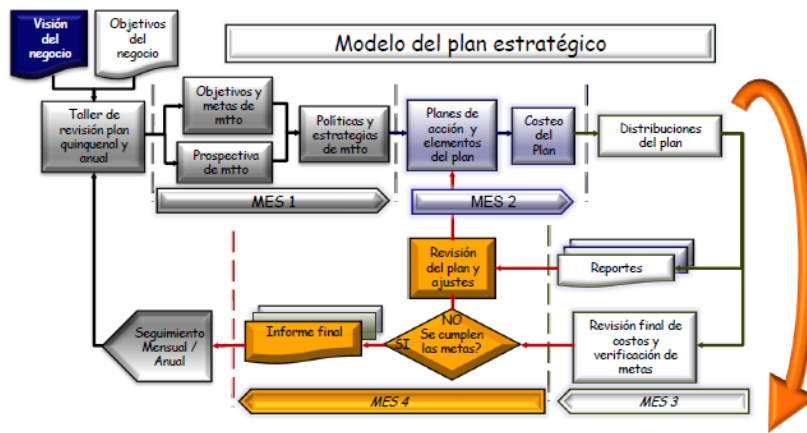 Visión
del
negocio
Objetivos
del
negocio
Modelo del plan estratégico
Taller de
revisión plan
quinquenal y
anual
Objetivos y
metas de
mtto
Prospectiva
de mtto
Políticas y
estrategias
de mtto
Planes de
acción y
elementos
del plan
Costeo
del
Plan
Distribuciones
del plan
MES 1
MES 2
Revisión
del plan y
ajustes
Reportes
Seguimiento
Mensual /
Anual
Informe final
NO
Se cumplen
las metas?
SI
Revisión final de
costos y
verificación de
metas
MES 4
MES 3